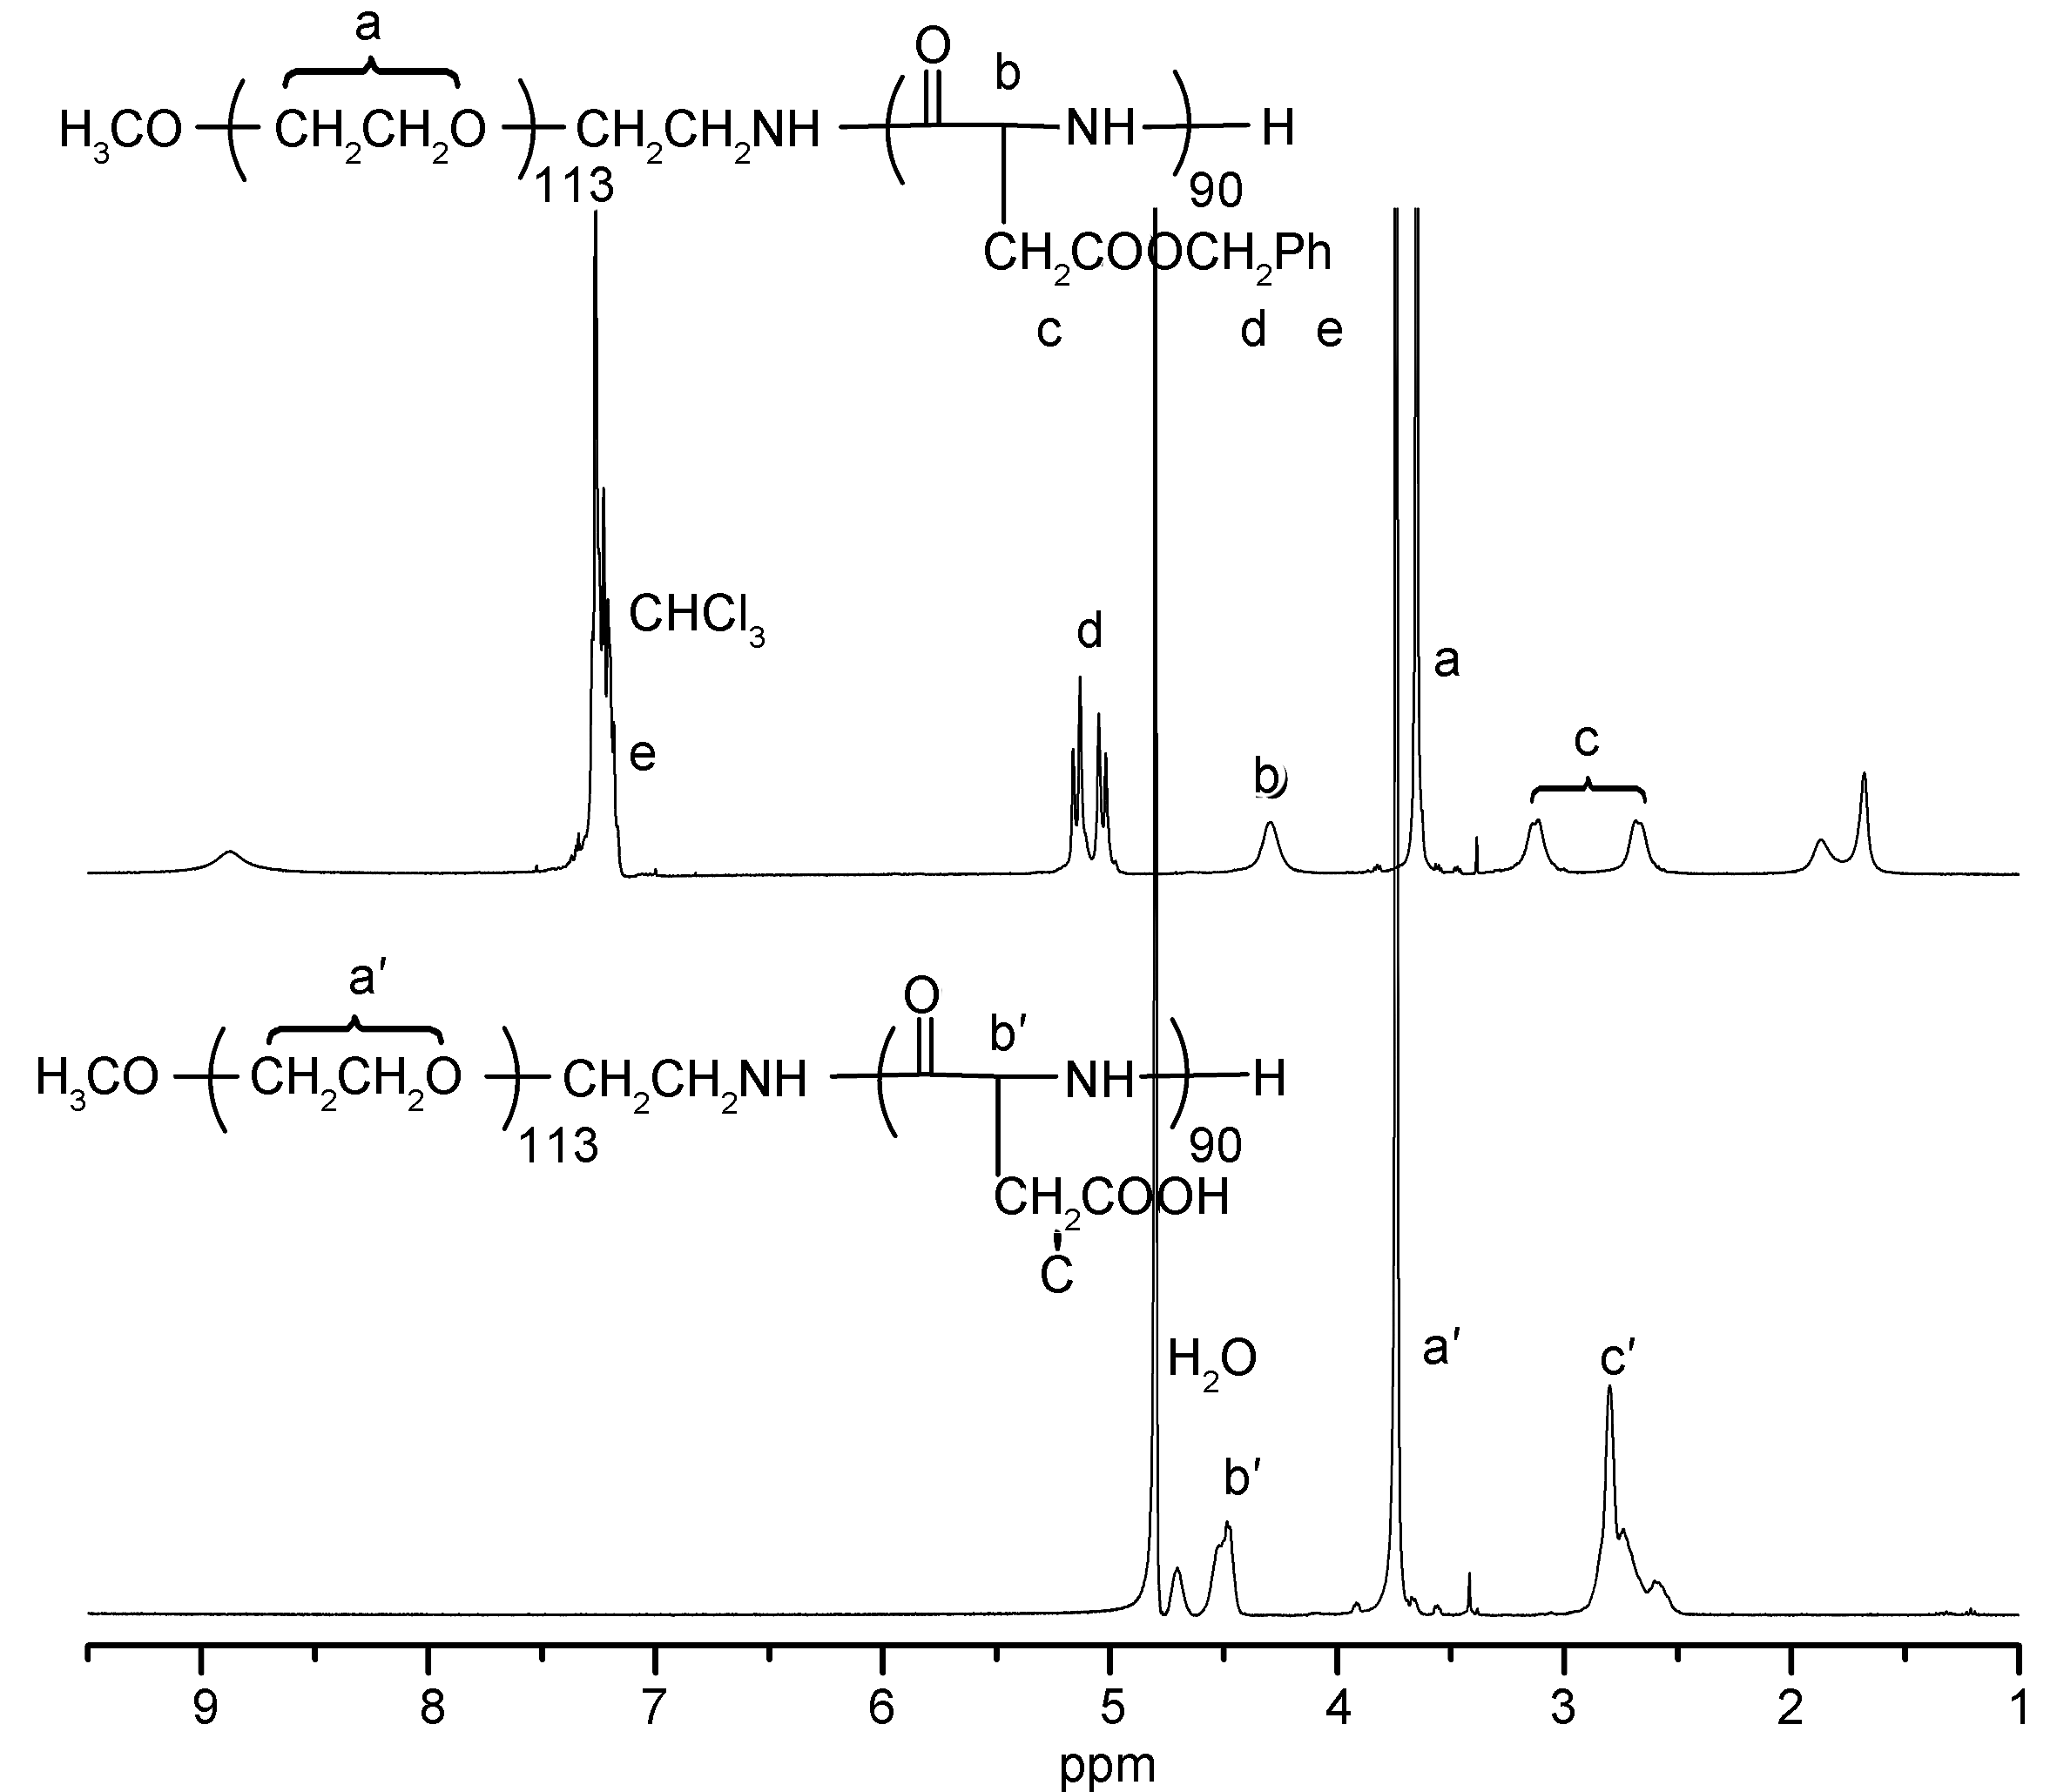 a
O
b
H₃CO ( CH₂CH₂O )₁₁₃ CH₂CH₂NH ( NH )₉₀ H
CH₂COOCH₂Ph
c d e
CHCl₃
d
a
e
b
c
a'
O
b'
H₃CO ( CH₂CH₂O )₁₁₃ CH₂CH₂NH ( NH )₉₀ H
CH₂COOH
C'
H₂O
a'
c'
b'
9 8 7 6 5 4 3 2 1
ppm